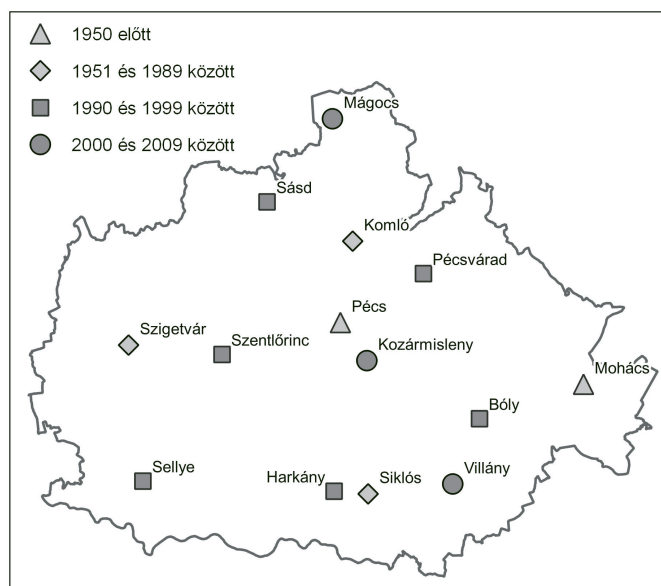 1950 előtt
1951 és 1989 között
1990 és 1999 között
2000 és 2009 között
Mágocs
Sásd
Komló
Pécsvárad
Pécs
Szigetvár
Szentlőrinc
Kozármisleny
Mohács
Bóly
Sellye
Harkány
Siklós
Villány